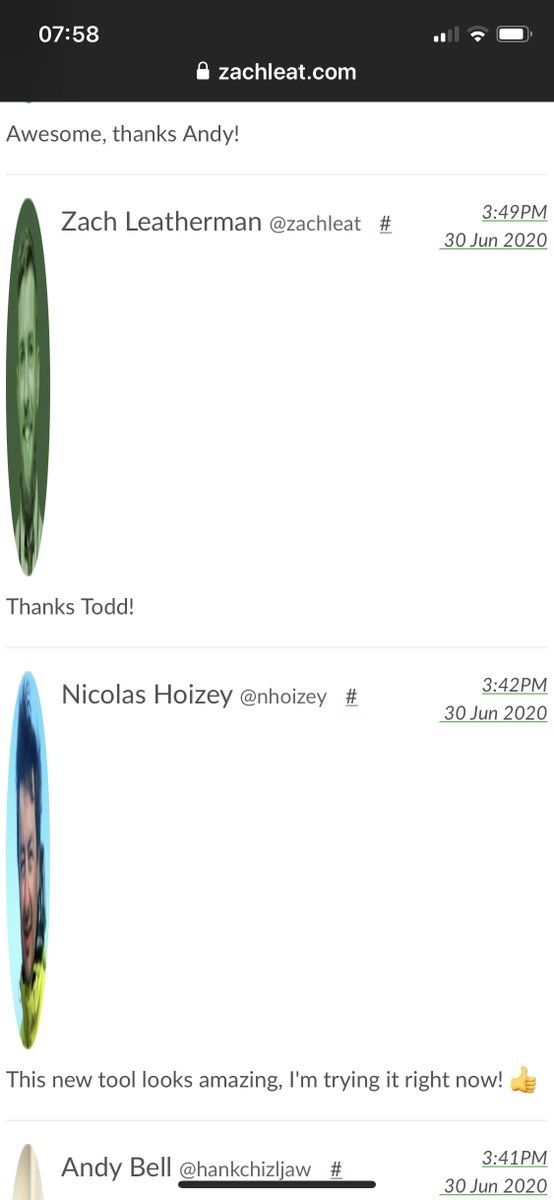 07:58
zachleat.com
Awesome, thanks Andy!
Zach Leatherman @zachleat #
3:49PM
30 Jun 2020
Thanks Todd!
Nicolas Hoizey @nhoizey #
3:42PM
30 Jun 2020
This new tool looks amazing, I'm trying it right now! 👍
Andy Bell @hankchizljaw #
3:41PM
30 Jun 2020